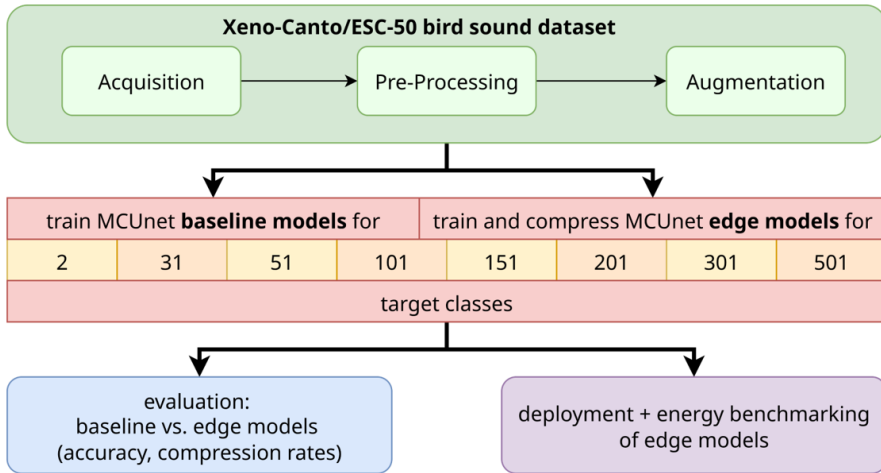 Xeno-Canto/ESC-50 bird sound dataset
Acquisition
Pre-Processing
Augmentation
train MCUnet baseline models for
train and compress MCUnet edge models for
2 31 51 101 151 201 301 501
target classes
evaluation:
baseline vs. edge models
(accuracy, compression rates)
deployment + energy benchmarking
of edge models